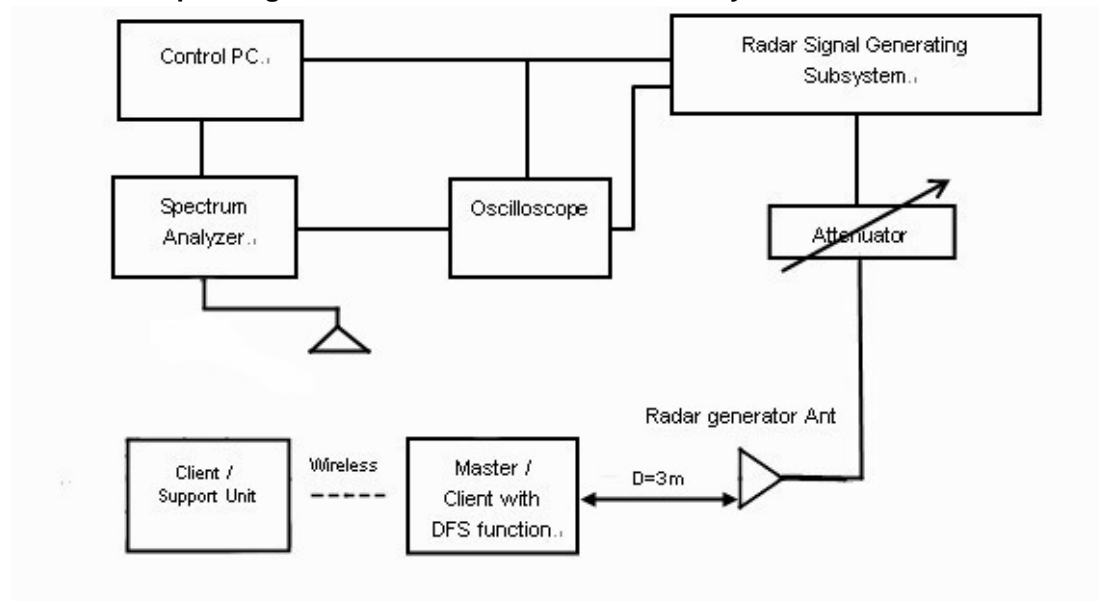 Control PC
Radar Signal Generating
Subsystem
Spectrum
Analyzer
Oscilloscope
Attenuator
Radar generator Ant
Client /
Support Unit
Wireless
Master /
Client with
DFS function
D=3m